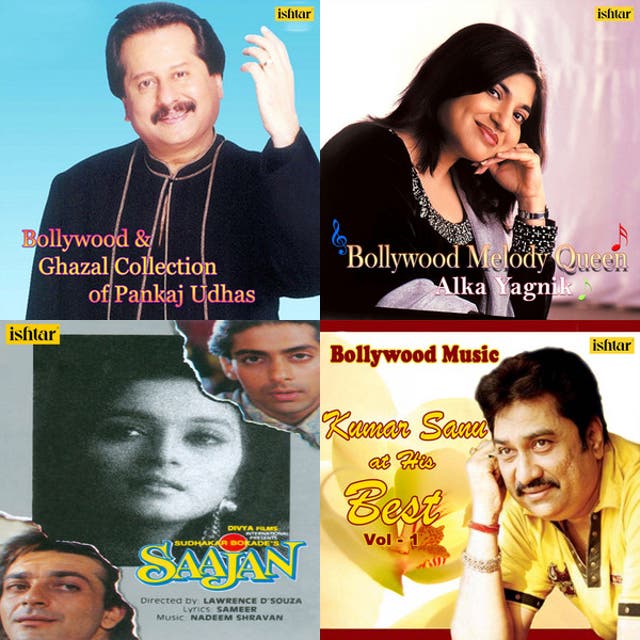 ishtar
Bollywood &
Ghazal Collection
of Pankaj Udhas
ishtar
Bollywood Melody Queen
Alka Yagnik
ishtar
DIVYA FILMS
INTERNATIONAL
PRESENTS
SUDHAKAR BOKADE'S
SAAJAN
Directed by: LAWRENCE D'SOUZA
Lyrics: SAMEER
Music: NADEEM SHRAVAN
ishtar
Bollywood Music
Kumar Sanu
at His
Best
Vol - 1